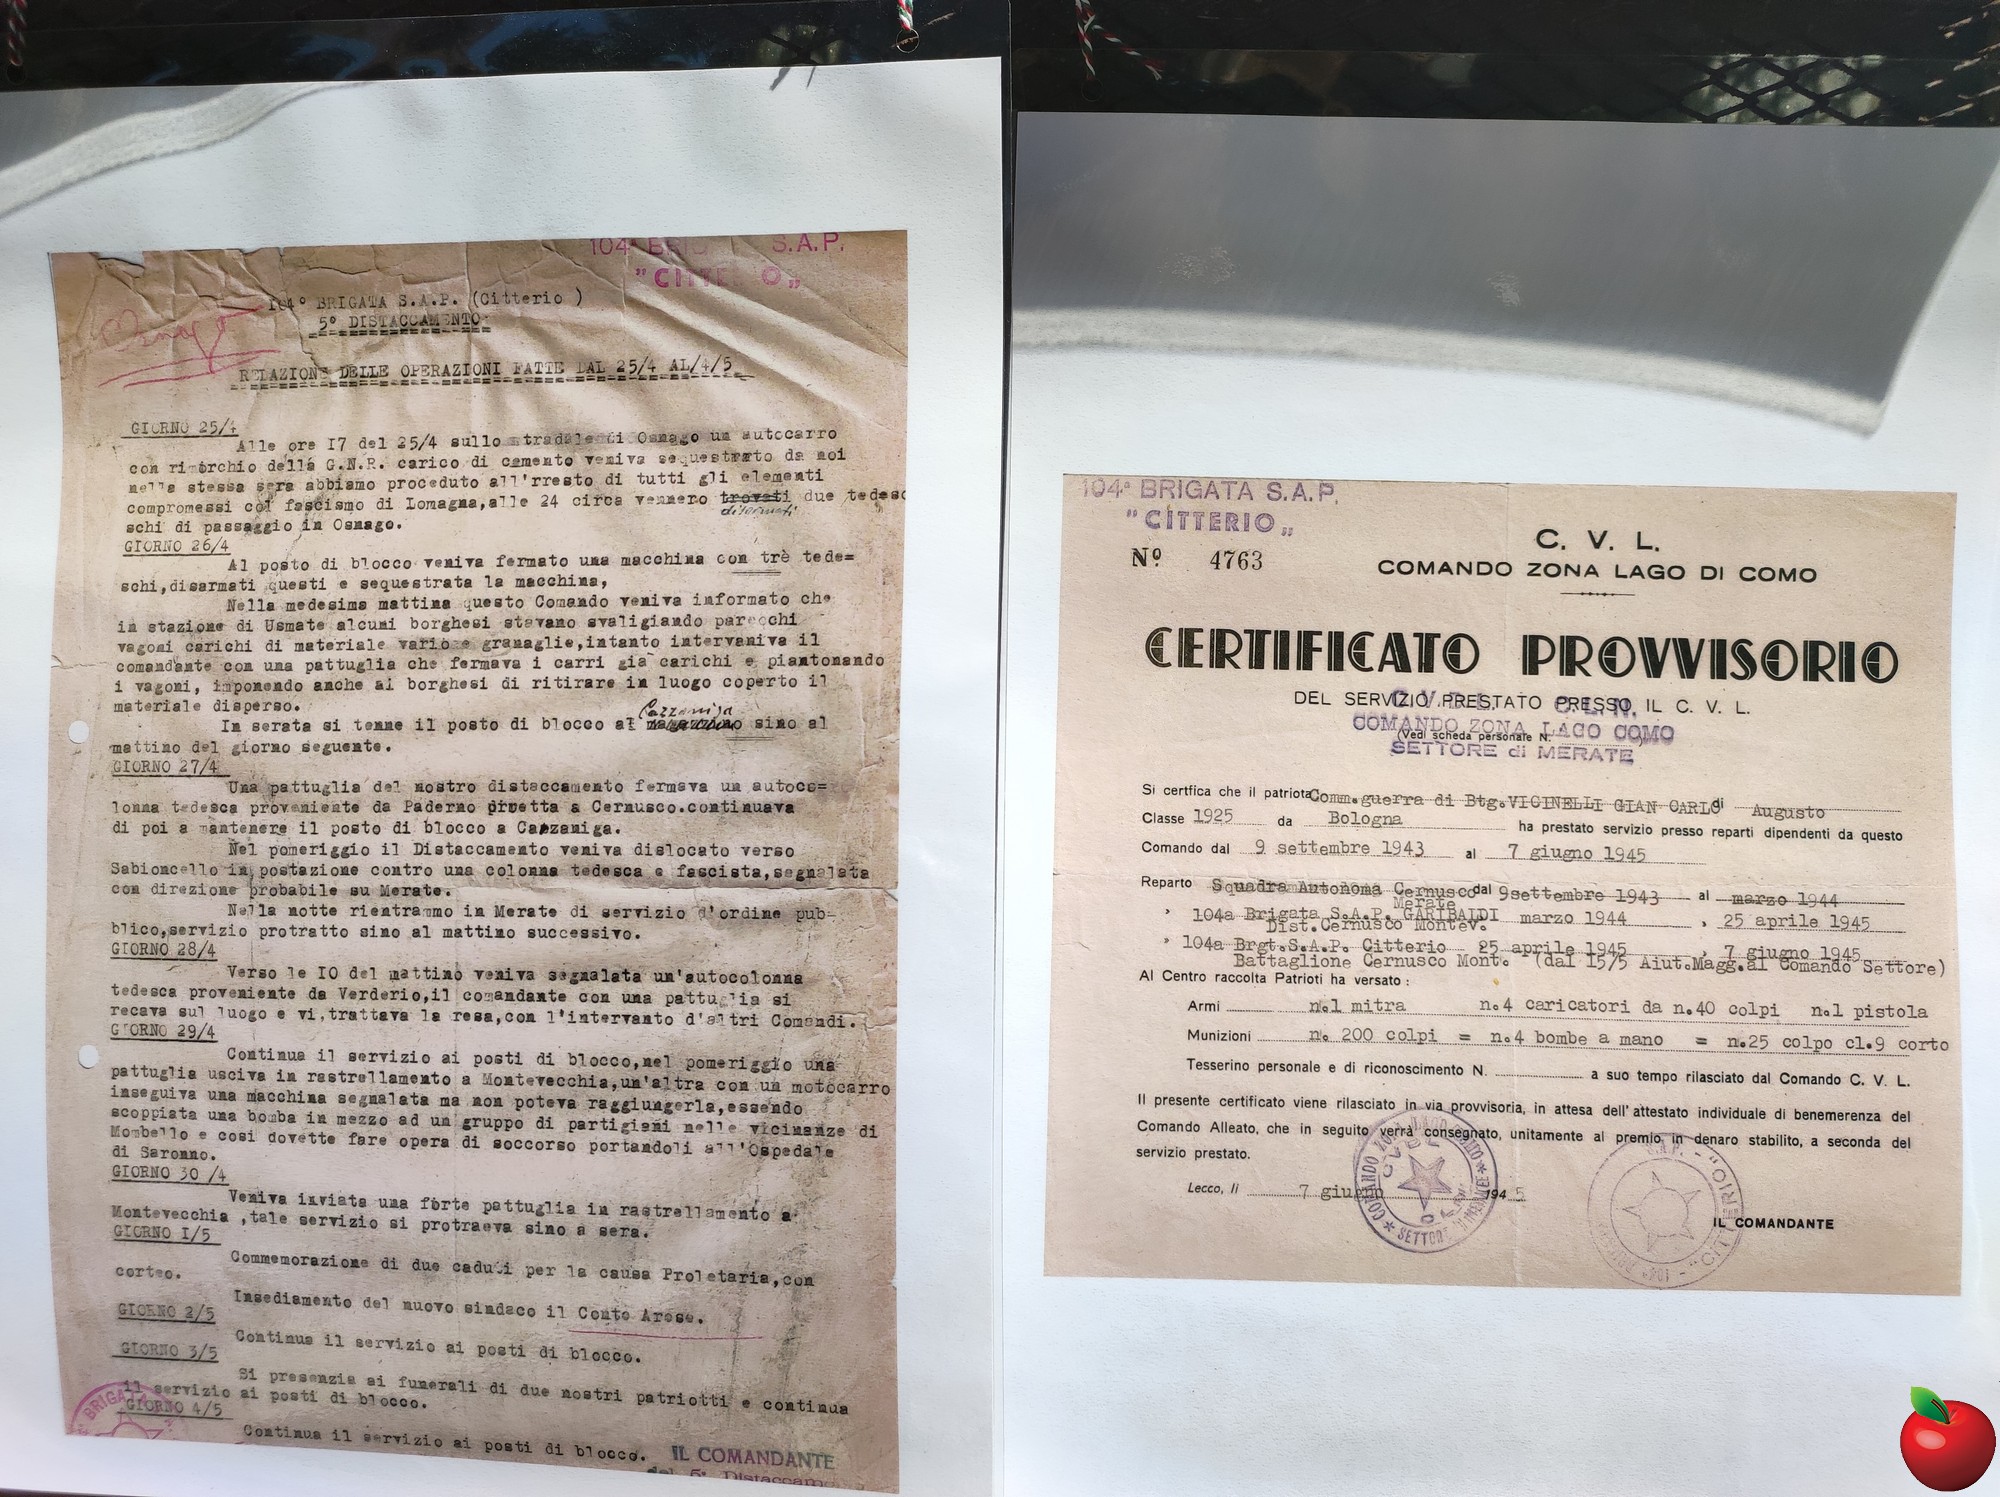 104ª BRIG S.A.P.
"CITTE O„
Osnago
104° BRIGATA S.A.P. (Citterio )
5° DISTACCAMENTO
RELAZIONE DELLE OPERAZIONI FATTE DAL 25/4 AL/4/5
GIORNO 25/4
Alle ore I7 del 25/4 sullo stradale di Osnago un autocarro
con rimorchio della G.N.R. carico di cemento veniva sequestrato da noi
nella stessa sera abbiamo proceduto all'rresto di tutti gli elementi
compromessi col fascismo di Lomagna,alle 24 circa vennero trovati due tedesc
disarmati
schi di passaggio in Osnago.
GIORNO 26/4
Al posto di blocco veniva fermato una macchina con trè tede=
schi,disarmati questi e sequestrata la macchina,
Nella medesima mattina questo Comando veniva informato che
in stazione di Usmate alcuni borghesi stavano svaligiando parecchi
vagoni carichi di materiale vario e granaglie,intanto intervaniva il
comandante con una pattuglia che fermava i carri già carichi e piantonando
i vagoni, imponendo anche ai borghesi di ritirare in luogo coperto il
materiale disperso.
Cazzaniga
In serata si tenne il posto di blocco al magazzino sino al
mattino del giorno seguente.
GIORNO 27/4
Una pattuglia del nostro distaccamento fermava un autoco=
lonna tedesca proveniente da Paderno diretta a Cernusco.continuava
di poi a mantenere il posto di blocco a Cazzaniga.
Nel pomeriggio il Distaccamento veniva dislocato verso
Sabioncello in postazione contro una colonna tedesca e fascista,segnalata
con direzione probabile su Merate.
Nella notte rientrammo in Merate di servizio d'ordine pub-
blico,servizio protratto sino al mattino successivo.
GIORNO 28/4
Verso le I0 del mattino veniva segnalata un'autocolonna
tedesca proveniente da Verderio,il comandante con una pattuglia si
recava sul luogo e vi,trattava la resa,con l'intervanto d'altri Comandi.
GIORNO 29/4
Continua il servizio ai posti di blocco,nel pomeriggio una
pattuglia usciva in rastrellamento a Montevecchia,un'altra con un motocarro
inseguiva una macchina segnalata ma non poteva raggiungerla,essendo
scoppiata una bomba in mezzo ad un gruppo di partigiani nelle vicinanze di
Mombello e cosi dovette fare opera di soccorso portandoli all'Ospedale
di Saronno.
GIORNO 30 /4
Veniva inviata una forte pattuglia in rastrellamento a
Montevecchia ,tale servizio si protraeva sino a sera.
GIORNO I/5
Commemorazione di due caduti per la causa Proletaria,con
corteo.
Insediamento del nuovo sindaco il Conte Arese.
GIORNO 2/5
Continua il servizio ai posti di blocco.
GIORNO 3/5
Si presenzia ai funerali di due nostri patriotti e continua
il servizio ai posti di blocco.
GIORNO 4/5
Continua il servizio ai posti di blocco.
BRIGATA
IL COMANDANTE
del 5° Distaccam
104ª BRIGATA S.A.P.
"CITTERIO„
Nº 4763
C. V. L.
COMANDO ZONA LAGO DI COMO
CERTIFICATO PROVVISORIO
DEL SERVIZIO PRESTATO PRESSO IL C. V. L.
COMANDO ZONA LAGO COMO
(Vedi scheda personale N.
SETTORE di MERATE
Si certfica che il patriota Comm.guerra di Btg.VICINELLI GIAN CARLO di Augusto
Classe 1925 da Bologna ha prestato servizio presso reparti dipendenti da questo
Comando dal 9 settembre 1943 al 7 giugno 1945
Reparto Squadra Autonoma Cernusco dal 9settembre 1943 al marzo 1944
Merate
" 104a Brigata S.A.P. GARIBALDI marzo 1944 , 25 aprile 1945
Dist.Cernusco Montev.
" 104a Brgt.S.A.P. Citterio 25 aprile 1945 , 7 giugno 1945
Battaglione Cernusco Mont. (dal 15/5 Aiut.Magg.al Comando Settore)
Al Centro raccolta Patrioti ha versato :
Armi n.1 mitra n.4 caricatori da n.40 colpi n.1 pistola
Munizioni n. 200 colpi = n.4 bombe a mano = n.25 colpo cl.9 corto
Tesserino personale e di riconoscimento N. a suo tempo rilasciato dal Comando C. V. L.
Il presente certificato viene rilasciato in via provvisoria, in attesa dell'attestato individuale di benemerenza del
Comando Alleato, che in seguito verrà consegnato, unitamente al premio in denaro stabilito, a seconda del
servizio prestato.
Lecco, li 7 giugno 1945
IL COMANDANTE